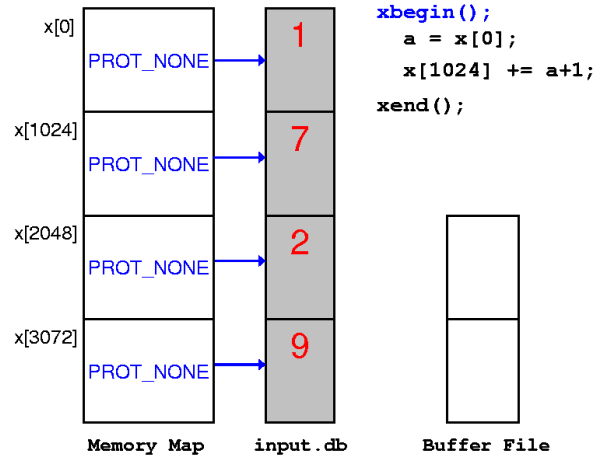 xbegin();
a = x[0];
x[1024] += a+1;
xend();
x[0]
PROT_NONE
1
x[1024]
PROT_NONE
7
x[2048]
PROT_NONE
2
x[3072]
PROT_NONE
9
Memory Map
input.db
Buffer File